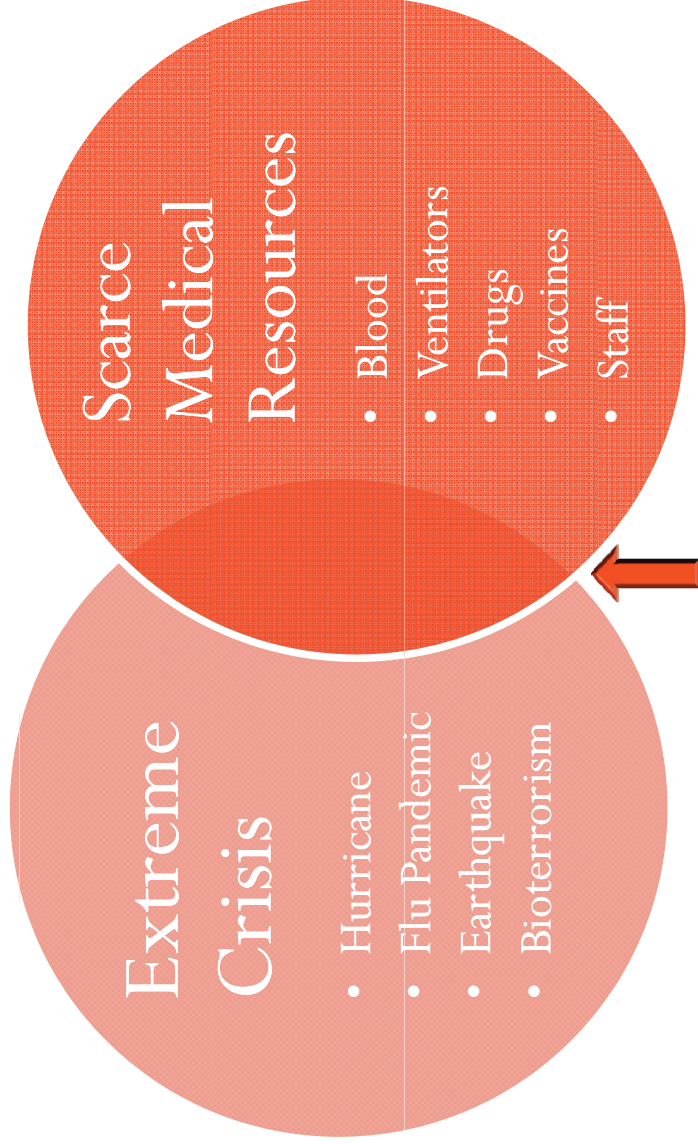 Extreme
Crisis
• Hurricane
• Flu Pandemic
• Earthquake
• Bioterrorism
Scarce
Medical
Resources
• Blood
• Ventilators
• Drugs
• Vaccines
• Staff